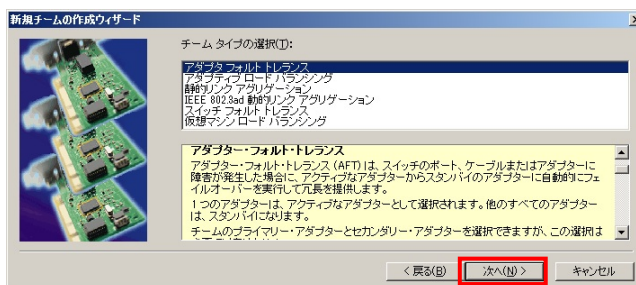 新規チームの作成ウィザード
チーム タイプの選択(T):
アダプタ フォルト トレランス
アダプティブ ロード バランシング
静的リンク アグリゲーション
IEEE 802.3ad 動的リンク アグリゲーション
スイッチ フォルト トレランス
仮想マシン ロード バランシング
アダプター・フォルト・トレランス
アダプター・フォルト・トレランス (AFT) は、スイッチのポート、ケーブルまたはアダプターに
障害が発生した場合に、アクティブなアダプターからスタンバイのアダプターに自動的にフェ
イルオーバーを実行して冗長を提供します。
1 つのアダプターは、アクティブなアダプターとして選択されます。他のすべてのアダプター
は、スタンバイになります。
チームのプライマリー・アダプターとセカンダリー・アダプターを選択できますが、この選択は
< 戻る(B)
次へ(N) >
キャンセル